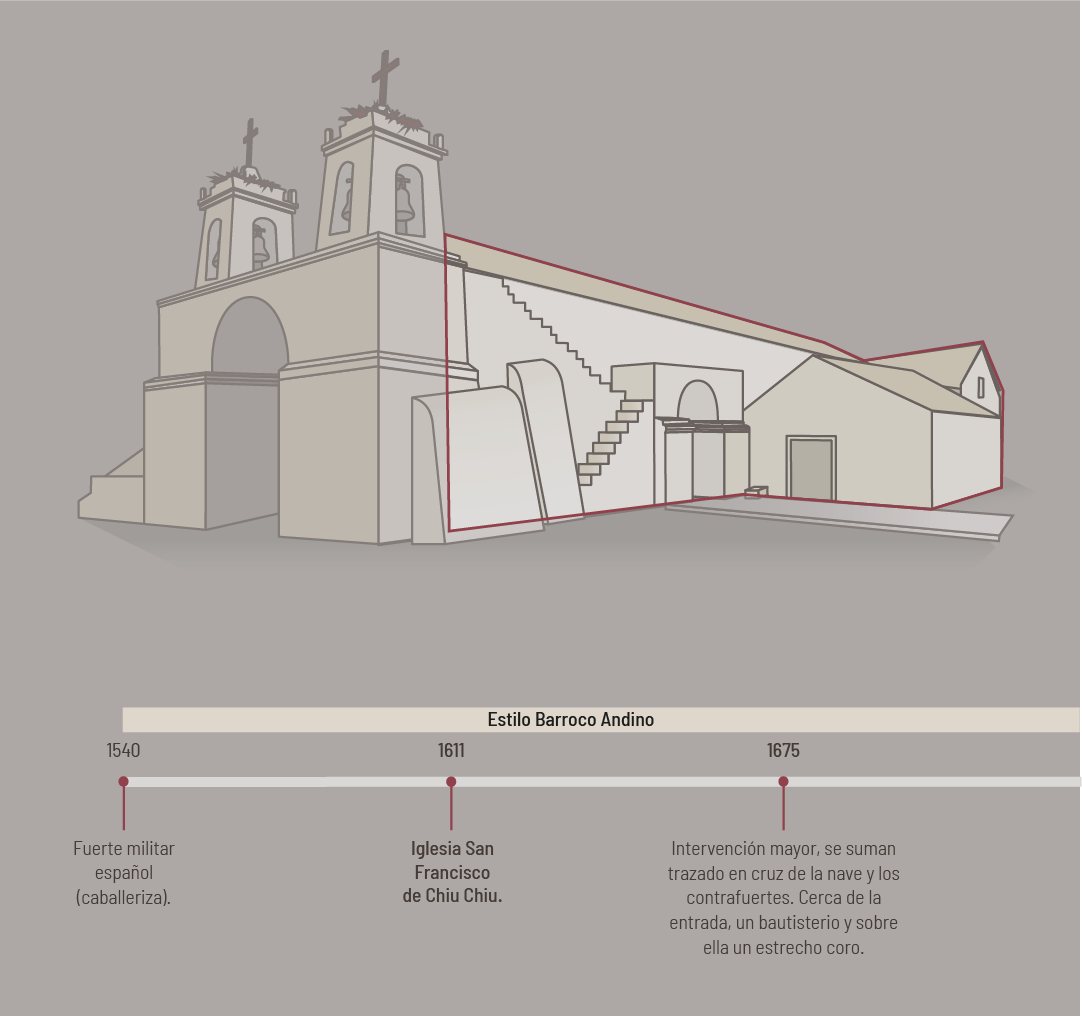 Estilo Barroco Andino
1540
1611
1675
Fuerte militar
español
(caballeriza).
Iglesia San
Francisco
de Chiu Chiu.
Intervención mayor, se suman
trazado en cruz de la nave y los
contrafuertes. Cerca de la
entrada, un bautisterio y sobre
ella un estrecho coro.